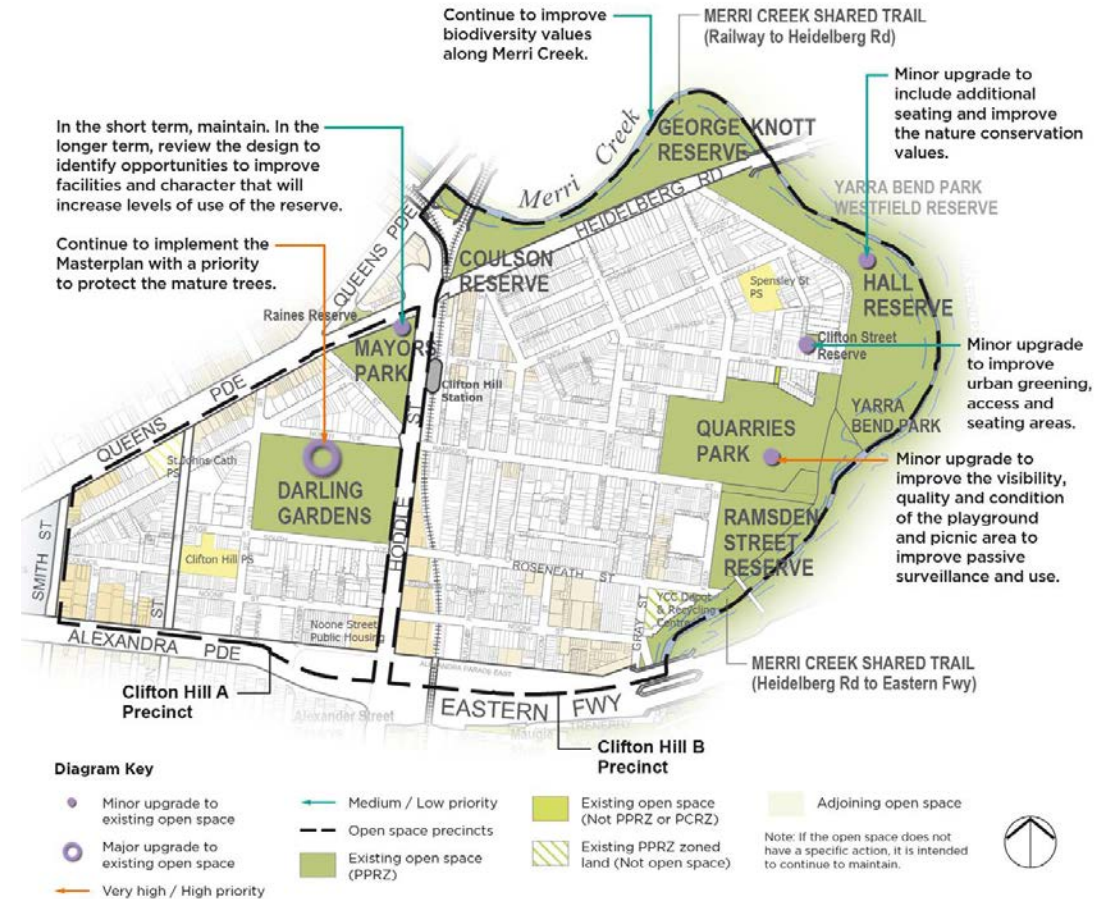 Continue to improve
biodiversity values
along Merri Creek.
MERRI CREEK SHARED TRAIL
(Railway to Heidelberg Rd)
Minor upgrade to
include additional
seating and improve
the nature conservation
values.
In the short term, maintain. In the
longer term, review the design to
identify opportunities to improve
facilities and character that will
increase levels of use of the reserve.
Continue to implement the
Masterplan with a priority
to protect the mature trees.
GEORGE KNOTT
RESERVE
Merri Creek
HEIDELBERG RD
YARRA BEND PARK
WESTFIELD RESERVE
QUEENS PDE
COULSON
RESERVE
Raines Reserve
MAYORS
PARK
Clifton Hill
Station
Spensley St
PS
HALL
RESERVE
Clifton Street
Reserve
Minor upgrade
to improve
urban greening,
access and
seating areas.
QUEENS PDE
St Johns Cath
PS
DARLING
GARDENS
HODDLE ST
QUARRIES
PARK
YARRA
BEND PARK
Minor upgrade to
improve the visibility,
quality and condition
of the playground
and picnic area to
improve passive
surveillance and use.
RAMSDEN
STREET
RESERVE
SMITH ST
ST
Clifton Hill PS
ROSENEATH ST
Noone Street
Public Housing
YCC Depot
& Recycling
Centre
GRAY ST
ALEXANDRA PDE
ALEXANDRA PARADE EAST
MERRI CREEK SHARED TRAIL
(Heidelberg Rd to Eastern Fwy)
Clifton Hill A
Precinct
Alexander Street
EASTERN FWY
Clifton Hill B
Precinct
Diagram Key
Minor upgrade to
existing open space
Major upgrade to
existing open space
Very high / High priority
Medium / Low priority
Open space precincts
Existing open space
(PPRZ)
Existing open space
(Not PPRZ or PCRZ)
Existing PPRZ zoned
land (Not open space)
Adjoining open space
Note: If the open space does not
have a specific action, it is intended
to continue to maintain.